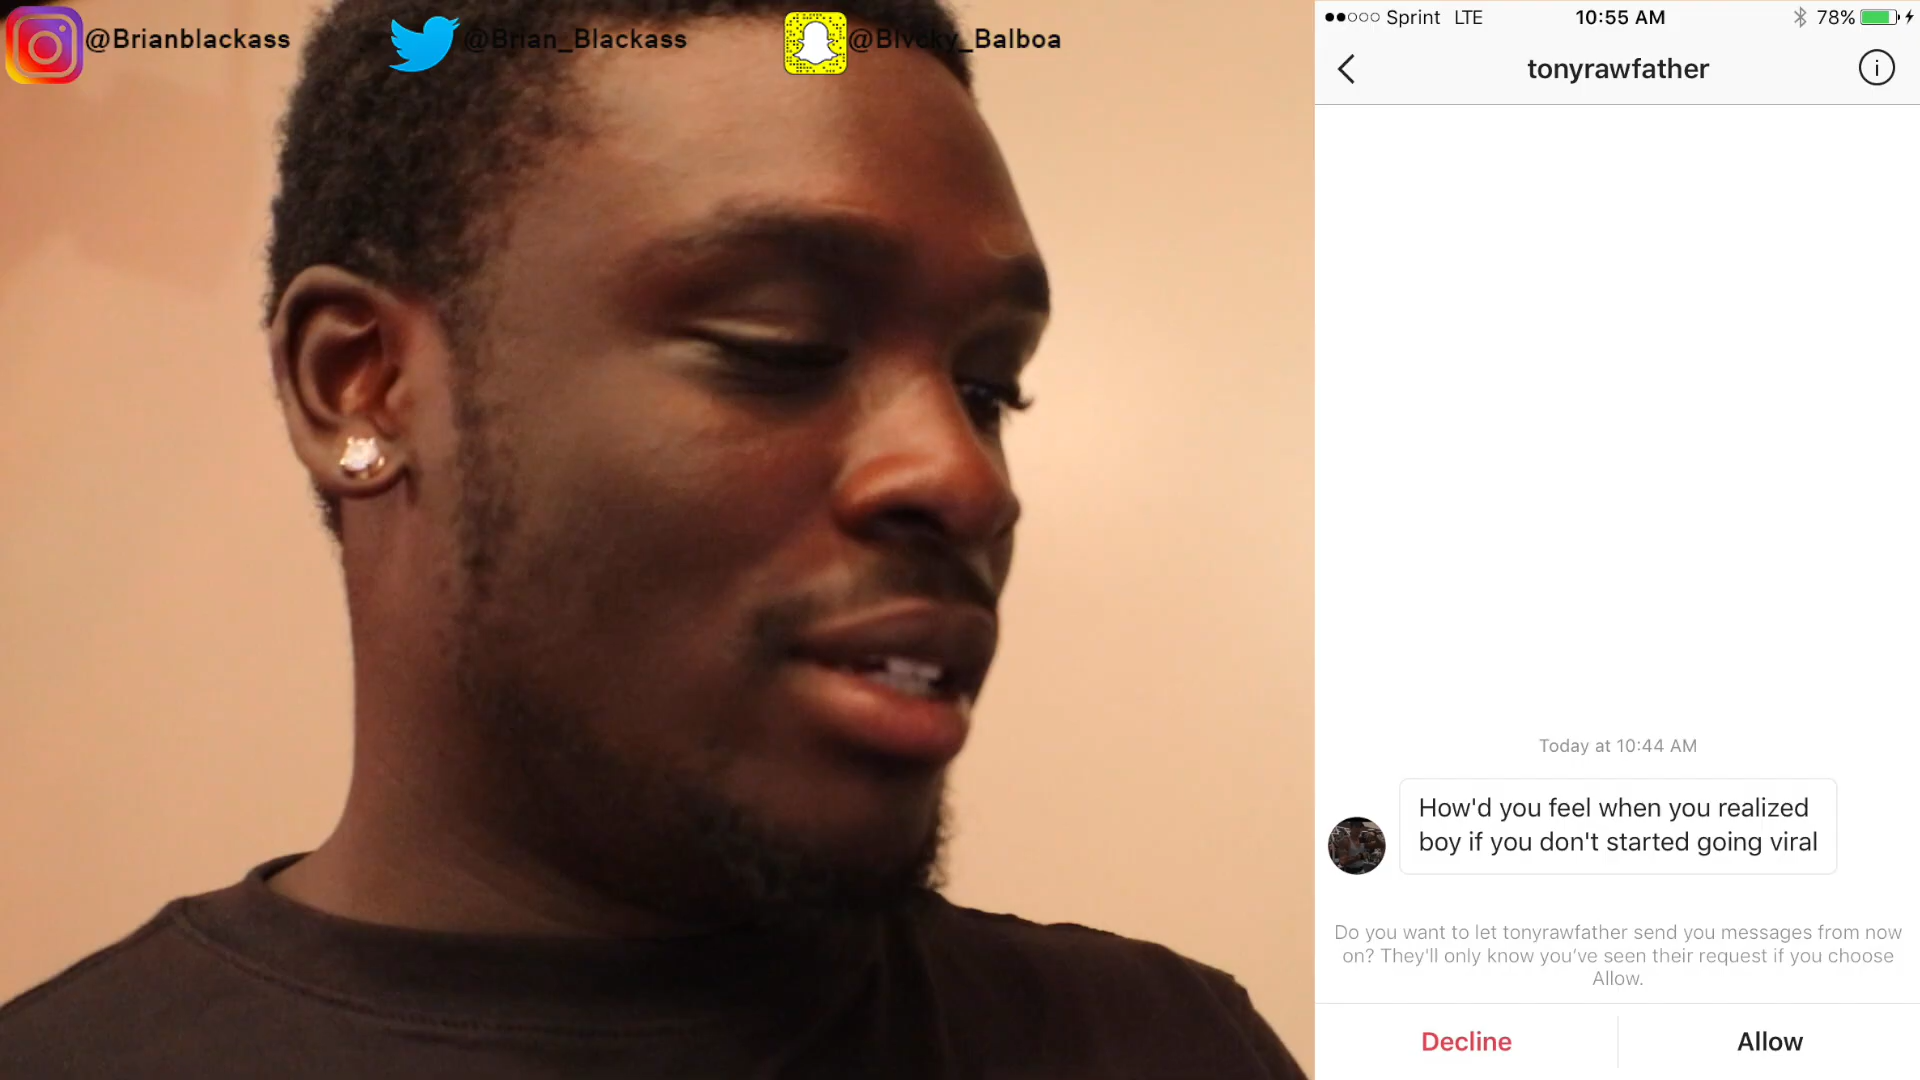 @Brianblackass
@Brian_Blackass
@Blvcky_Balboa
Sprint LTE
10:55 AM
78%
tonyrawfather
Today at 10:44 AM
How'd you feel when you realized
boy if you don't started going viral
Do you want to let tonyrawfather send you messages from now
on? They'll only know you've seen their request if you choose
Allow.
Decline
Allow